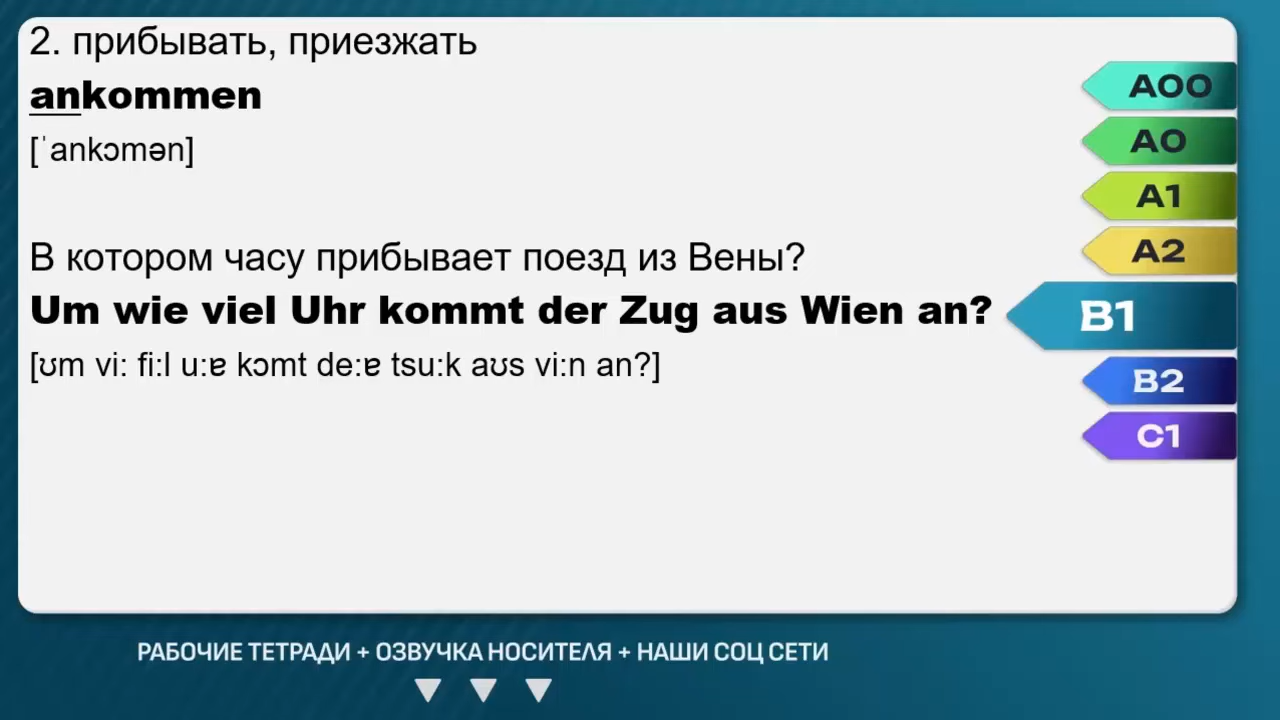 2. прибывать, приезжать
ankommen
[ˈankɔmən]
В котором часу прибывает поезд из Вены?
Um wie viel Uhr kommt der Zug aus Wien an?
[ʊm vi: fi:l u:ɐ kɔmt de:ɐ tsu:k aʊs vi:n an?]
A00
A0
A1
A2
B1
B2
C1
РАБОЧИЕ ТЕТРАДИ + ОЗВУЧКА НОСИТЕЛЯ + НАШИ СОЦ СЕТИ